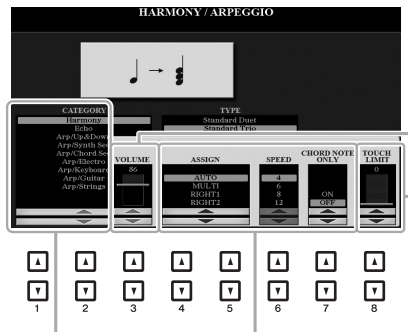 HARMONY / ARPEGGIO
CATEGORY
Harmony
Echo
Arp/Up&Down
Arp/Synth Seq
Arp/Chord Seq
Arp/Electro
Arp/Keyboard
Arp/Guitar
Arp/Strings
TYPE
Standard Duet
Standard Trio
VOLUME
86
ASSIGN
AUTO
MULTI
RIGHT1
RIGHT2
SPEED
4
6
8
12
CHORD NOTE
ONLY
ON
OFF
TOUCH
LIMIT
0
1 2 3 4 5 6 7 8